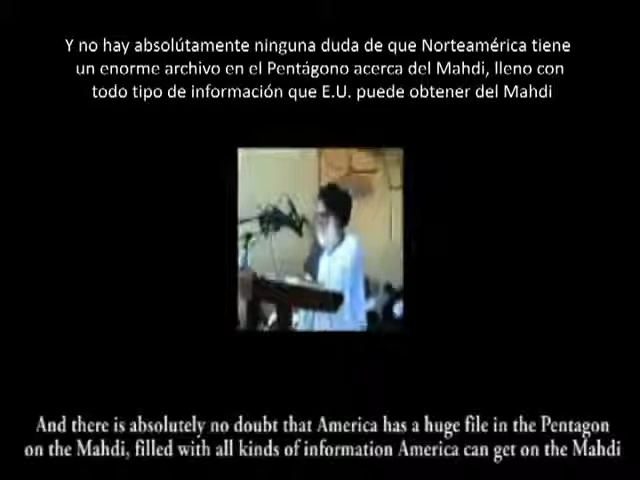 Y no hay absolútamente ninguna duda de que Norteamérica tiene
un enorme archivo en el Pentágono acerca del Mahdi, lleno con
todo tipo de información que E.U. puede obtener del Mahdi
And there is absolutely no doubt that America has a huge file in the Pentagon
on the Mahdi, filled with all kinds of information America can get on the Mahdi